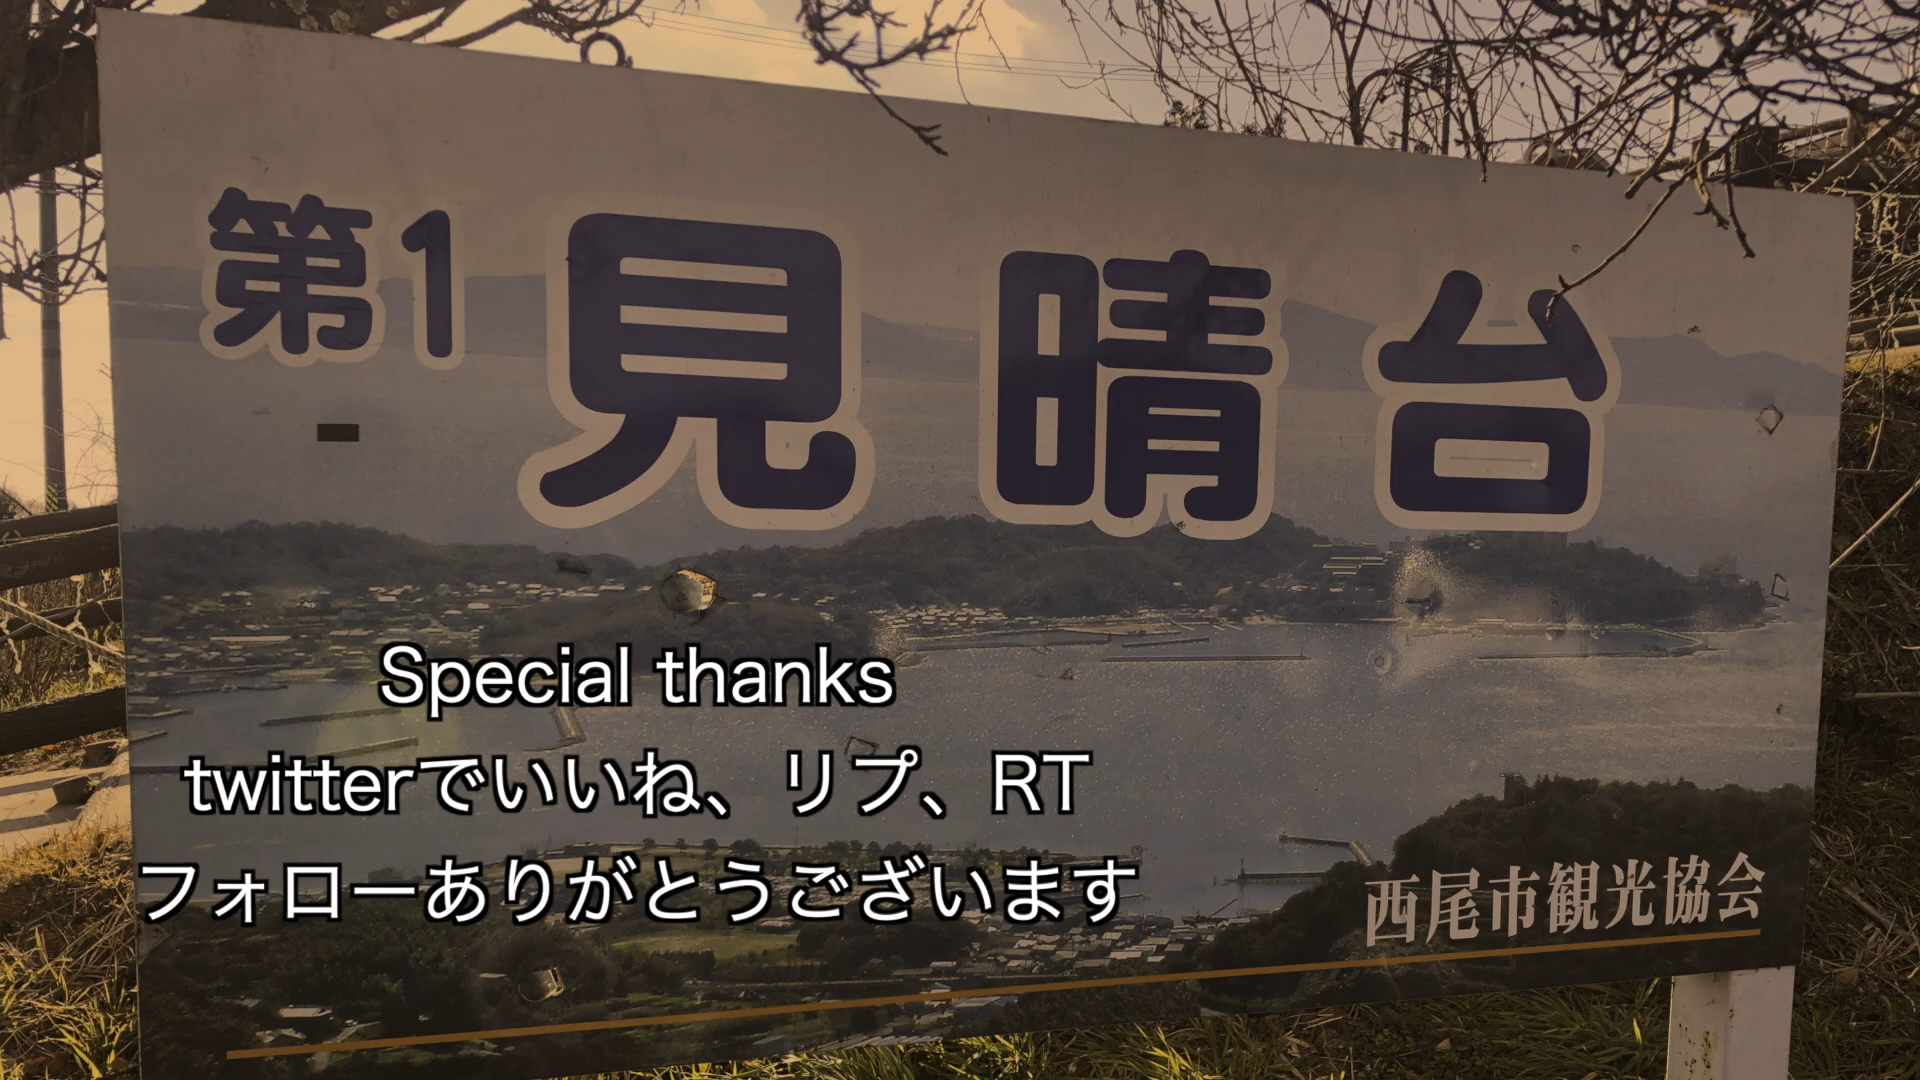 第1 見晴台
Special thanks
twitterでいいね、リプ、RT
フォローありがとうございます
西尾市観光協会